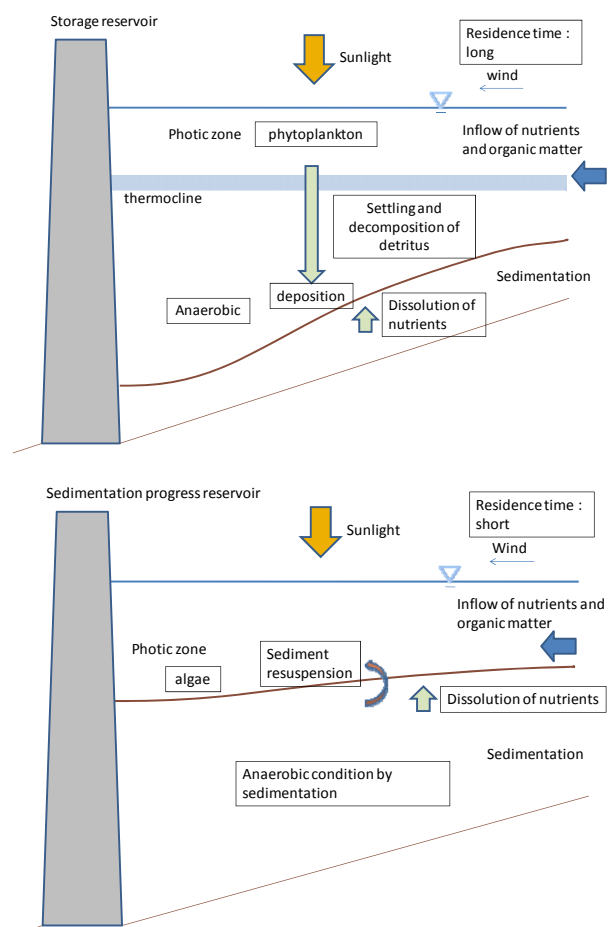 Storage reservoir
Residence time :
long
Sunlight
wind
Photic zone
phytoplankton
Inflow of nutrients
and organic matter
thermocline
Settling and
decomposition of
detritus
Sedimentation
deposition
Anaerobic
Dissolution of
nutrients
Sedimentation progress reservoir
Residence time :
short
Sunlight
Wind
Inflow of nutrients and
organic matter
Photic zone
Sediment
resuspension
algae
Dissolution of nutrients
Sedimentation
Anaerobic condition by
sedimentation